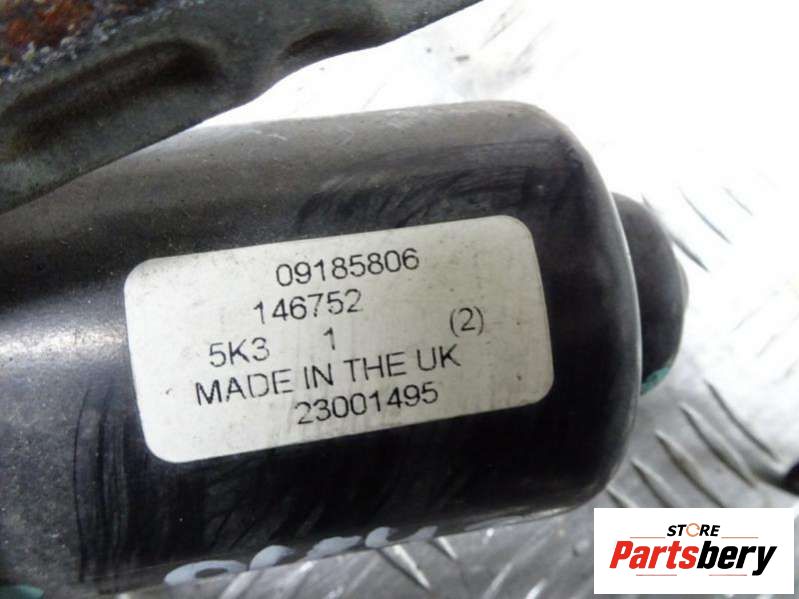 09185806
146752
5K3 1 (2)
MADE IN THE UK
23001495
STORE
Partsbery